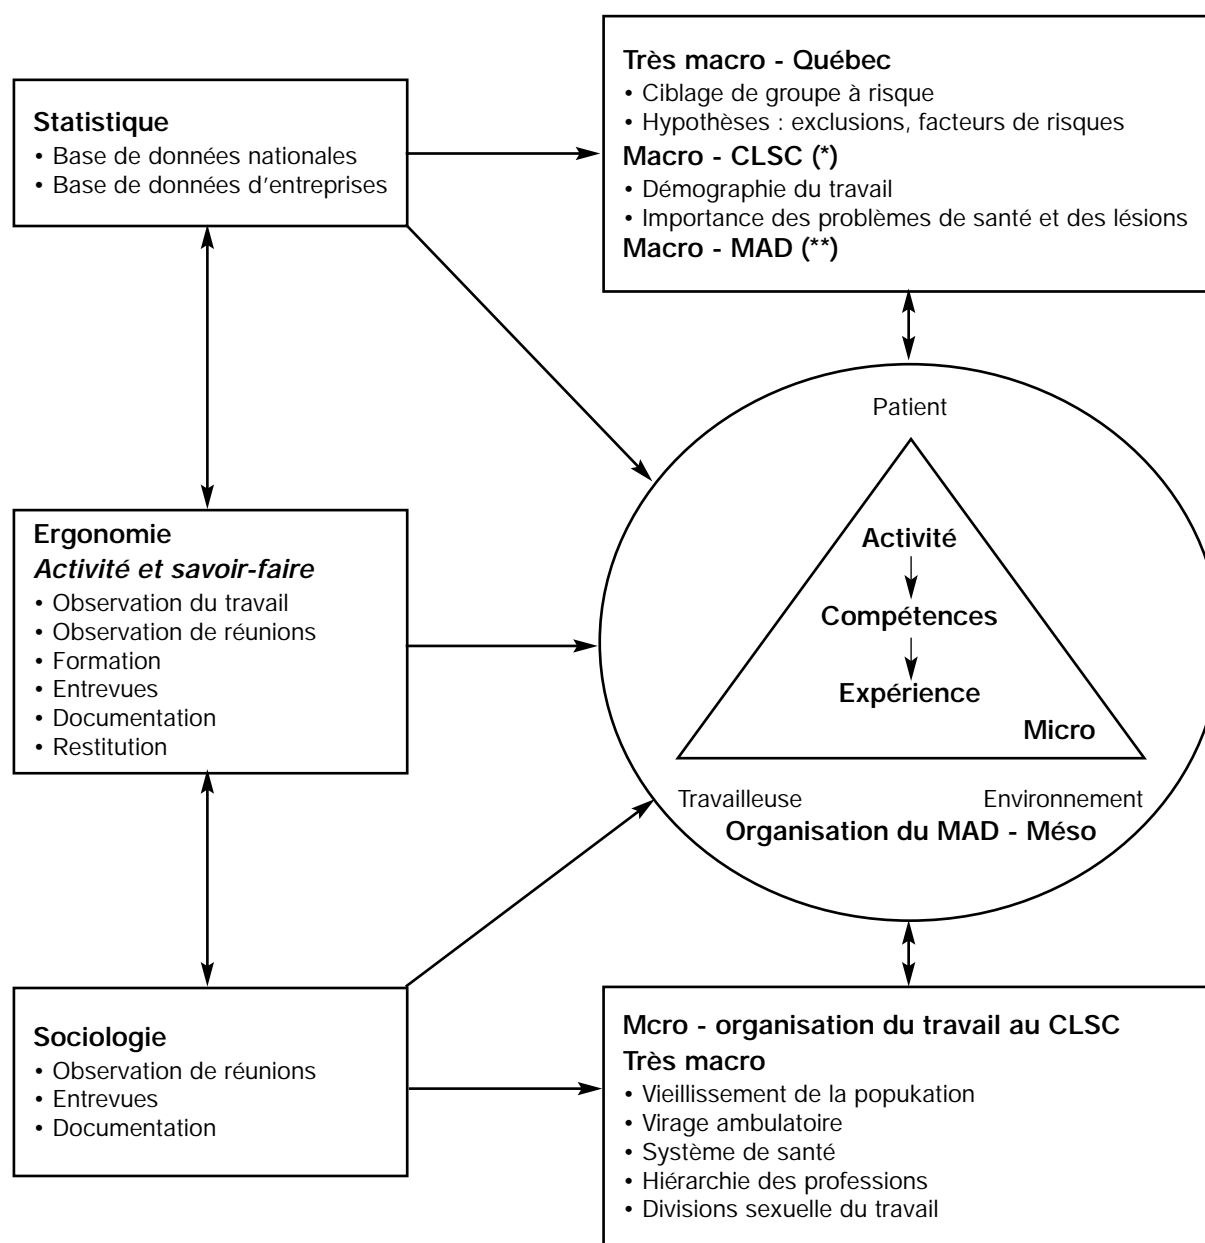 Statistique
• Base de données nationales
• Base de données d’entreprises
Très macro - Québec
• Ciblage de groupe à risque
• Hypothèses : exclusions, facteurs de risques
Macro - CLSC (*)
• Démographie du travail
• Importance des problèmes de santé et des lésions
Macro - MAD (**)
Ergonomie
Activité et savoir-faire
• Observation du travail
• Observation de réunions
• Formation
• Entrevues
• Documentation
• Restitution
Patient
Activité
Compétences
Expérience
Micro
Travailleuse
Environnement
Organisation du MAD - Méso
Sociologie
• Observation de réunions
• Entrevues
• Documentation
Mcro - organisation du travail au CLSC
Très macro
• Vieillissement de la popukation
• Virage ambulatoire
• Système de santé
• Hiérarchie des professions
• Divisions sexuelle du travail